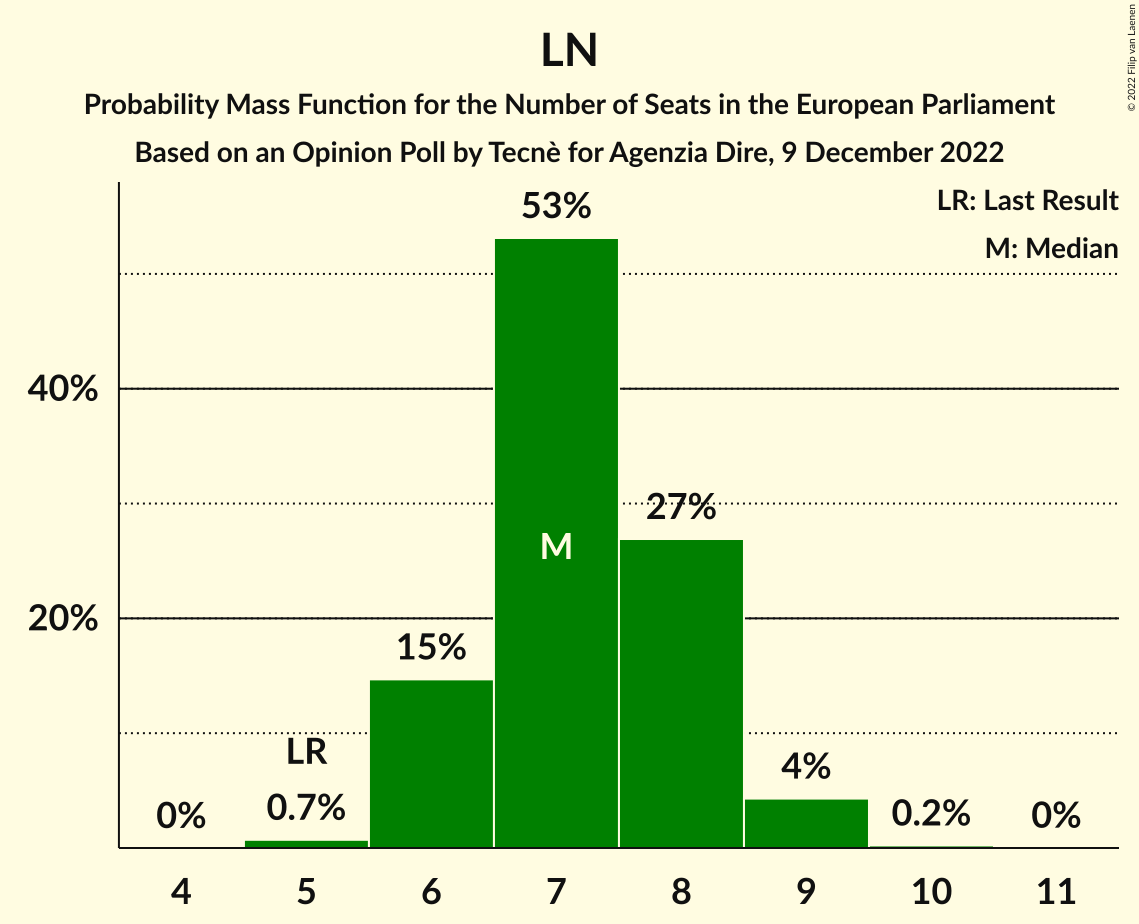 LN
Probability Mass Function for the Number of Seats in the European Parliament
Based on an Opinion Poll by Tecnè for Agenzia Dire, 9 December 2022
© 2022 Filip van Laenen
LR: Last Result
M: Median
40%
20%
0%
LR
0.7%
15%
53%
M
27%
4%
0.2%
0%
4 5 6 7 8 9 10 11